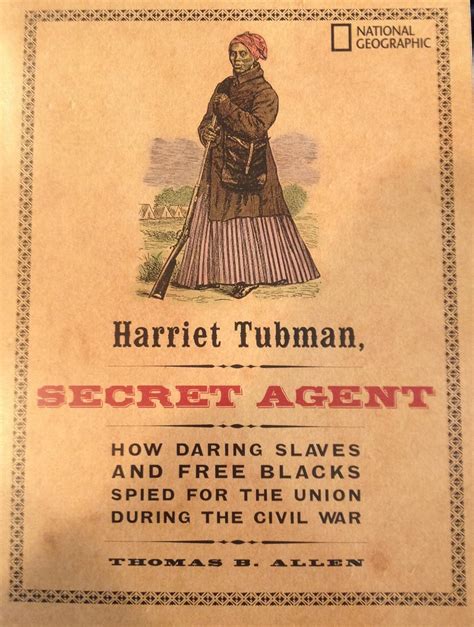 NATIONAL
GEOGRAPHIC
Harriet Tubman,
SECRET AGENT
HOW DARING SLAVES
AND FREE BLACKS
SPIED FOR THE UNION
DURING THE CIVIL WAR
THOMAS B. ALLEN